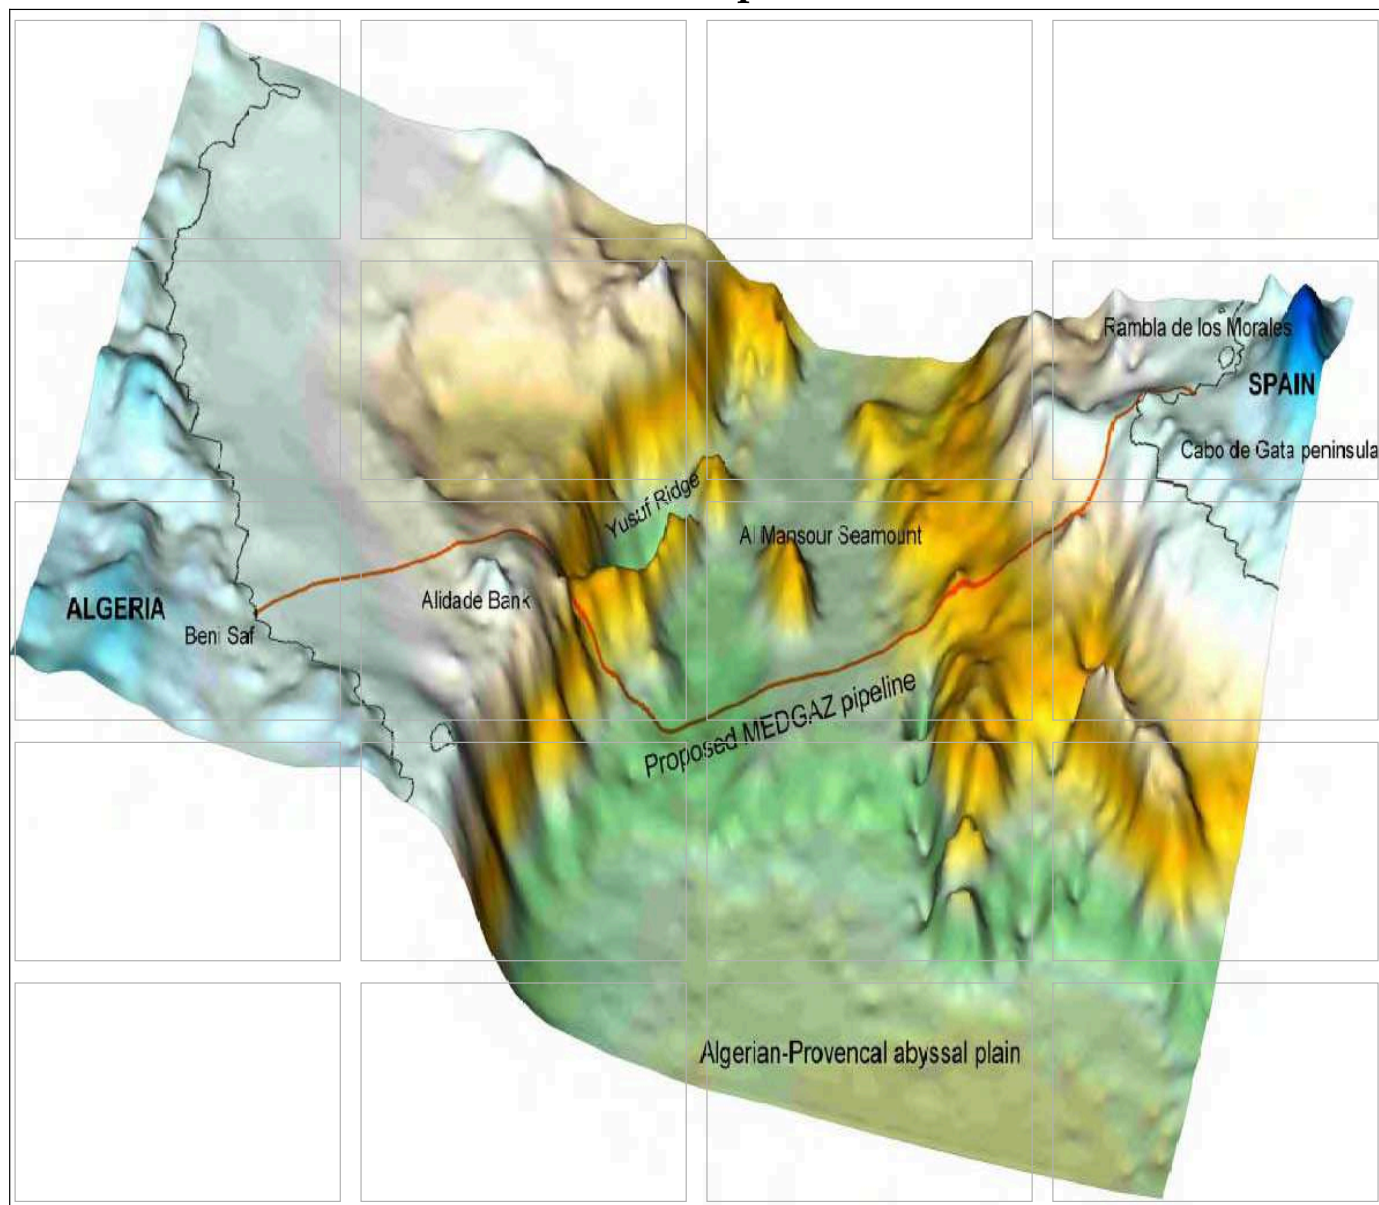 Rambla de los Morales
SPAIN
Cabo de Gata peninsula
Yusuf Ridge
Al Mansour Seamount
Alidade Bank
ALGERIA
Beni Saf
Proposed MEDGAZ pipeline
Algerian-Provencal abyssal plain